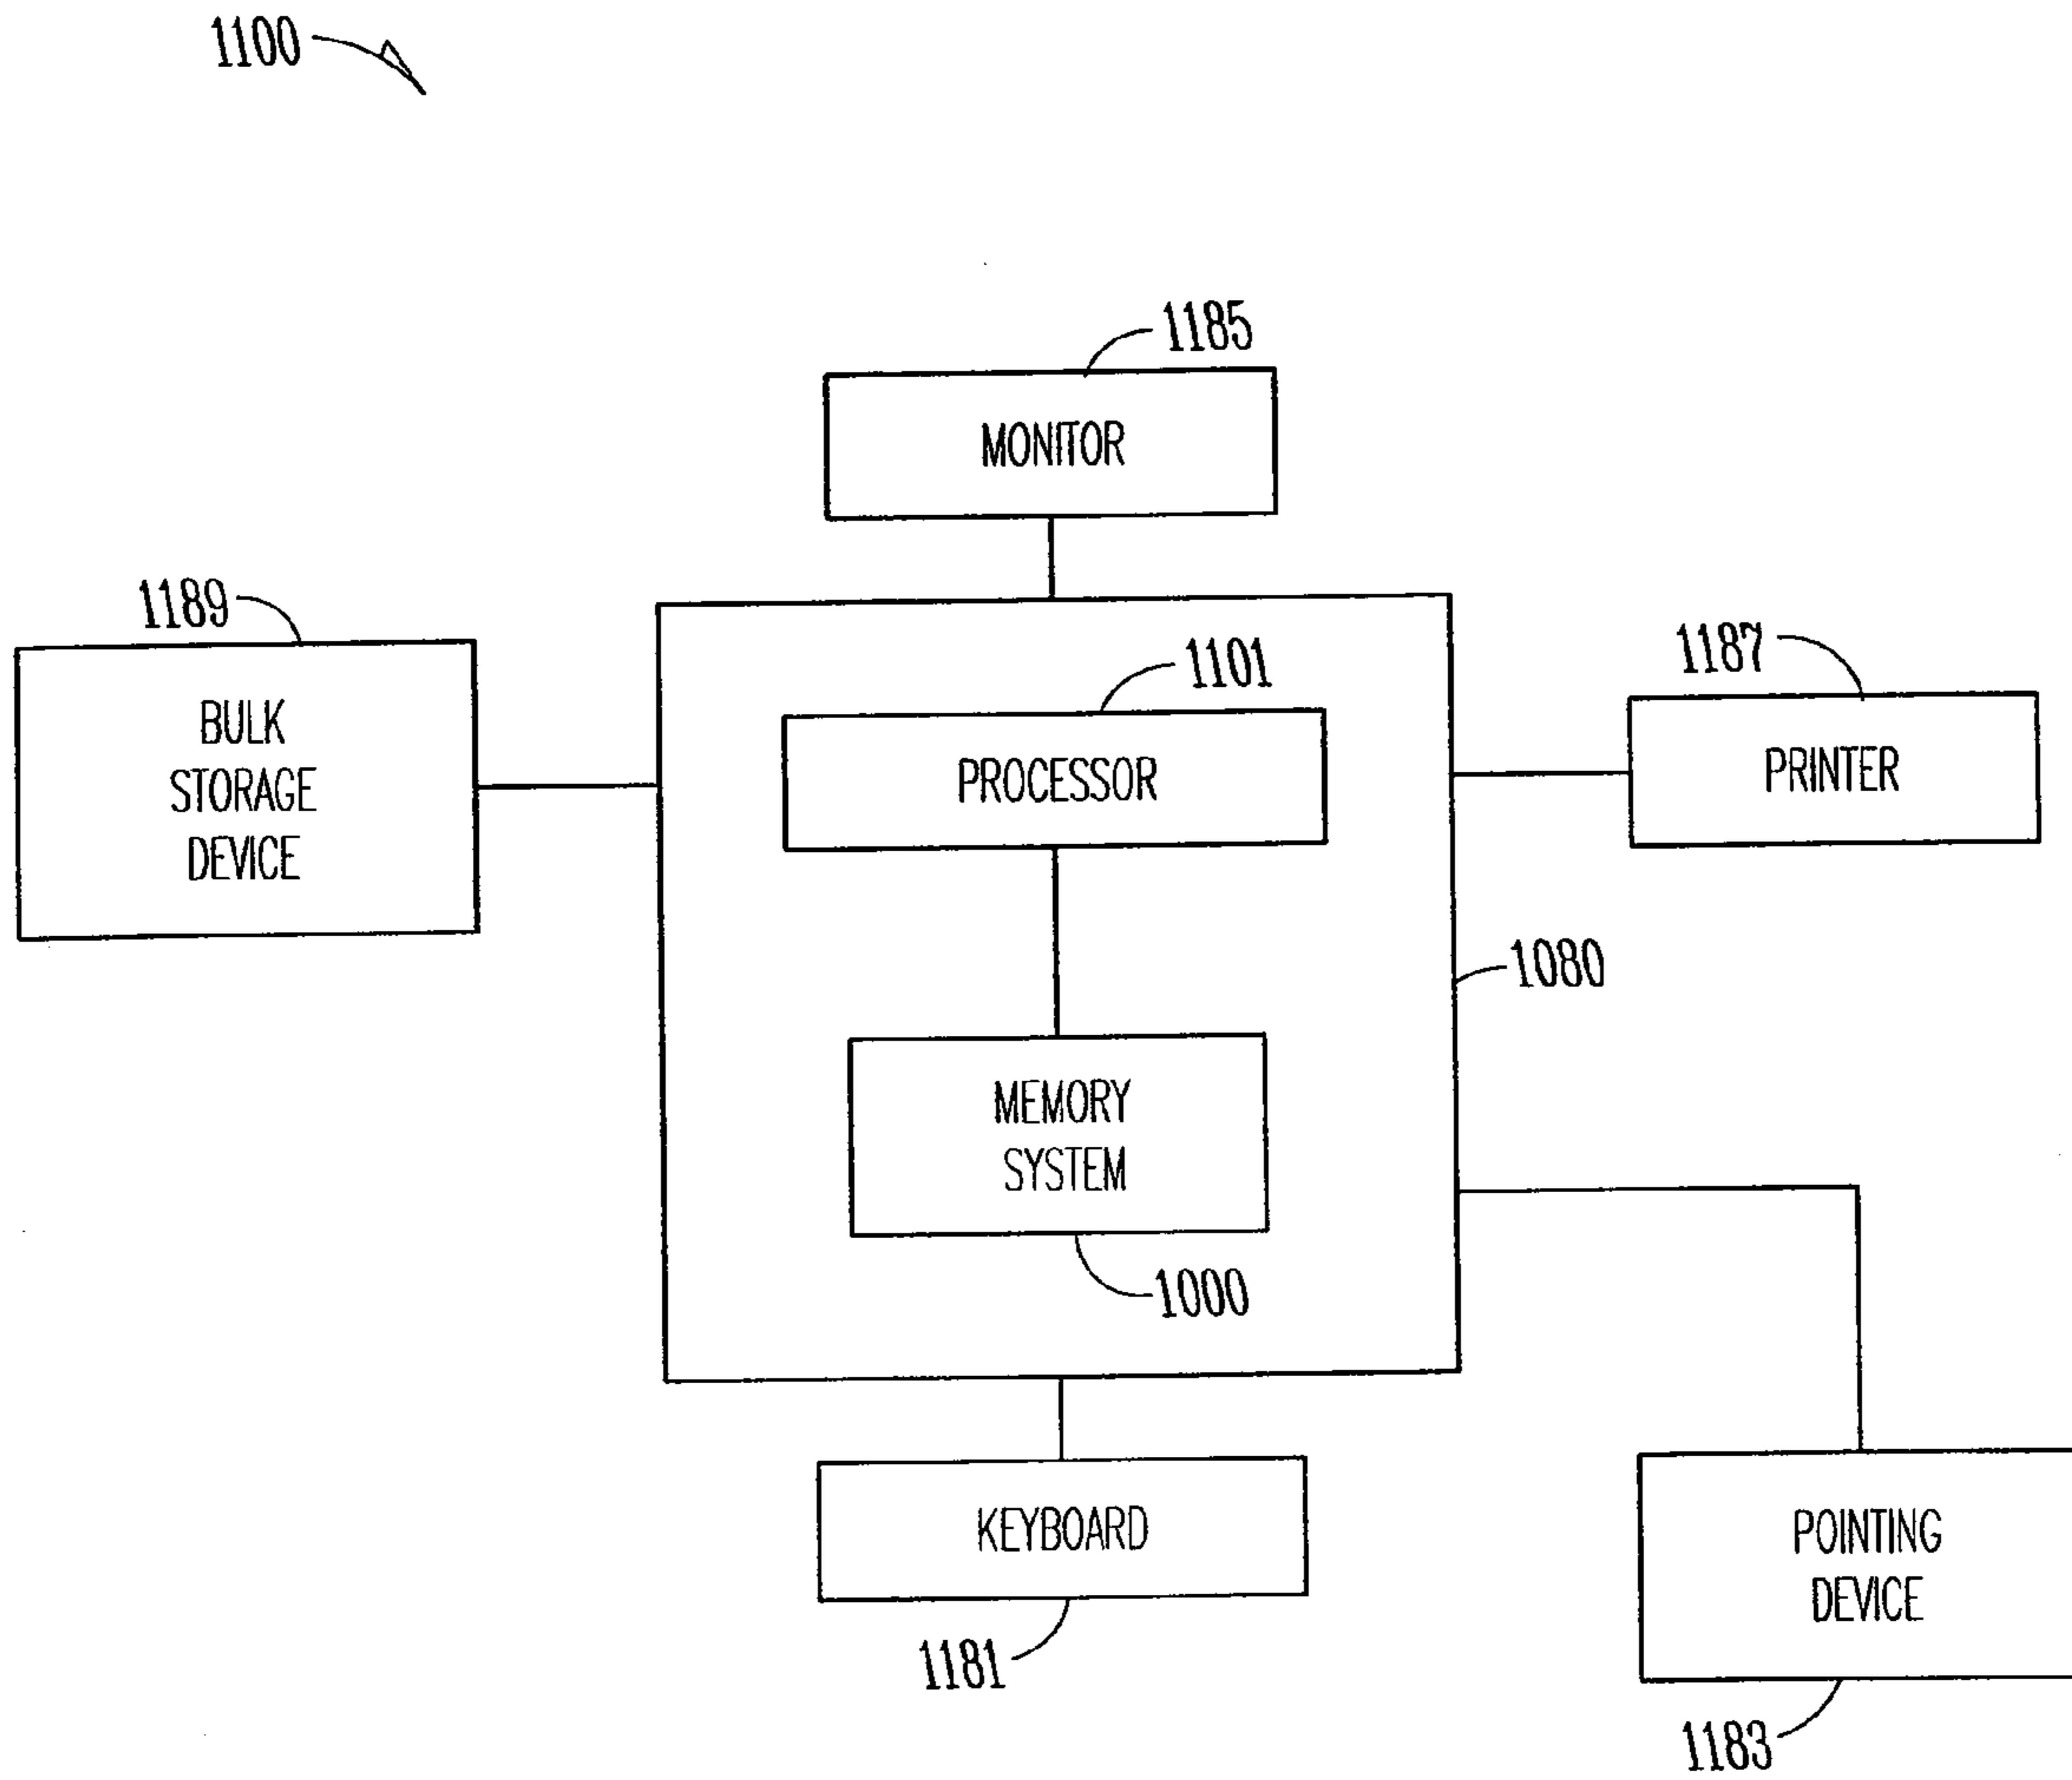 1100
1185
MONITOR
1189
BULK
STORAGE
DEVICE
1101
PROCESSOR
1187
PRINTER
1080
MEMORY
SYSTEM
1000
KEYBOARD
1181
POINTING
DEVICE
1183